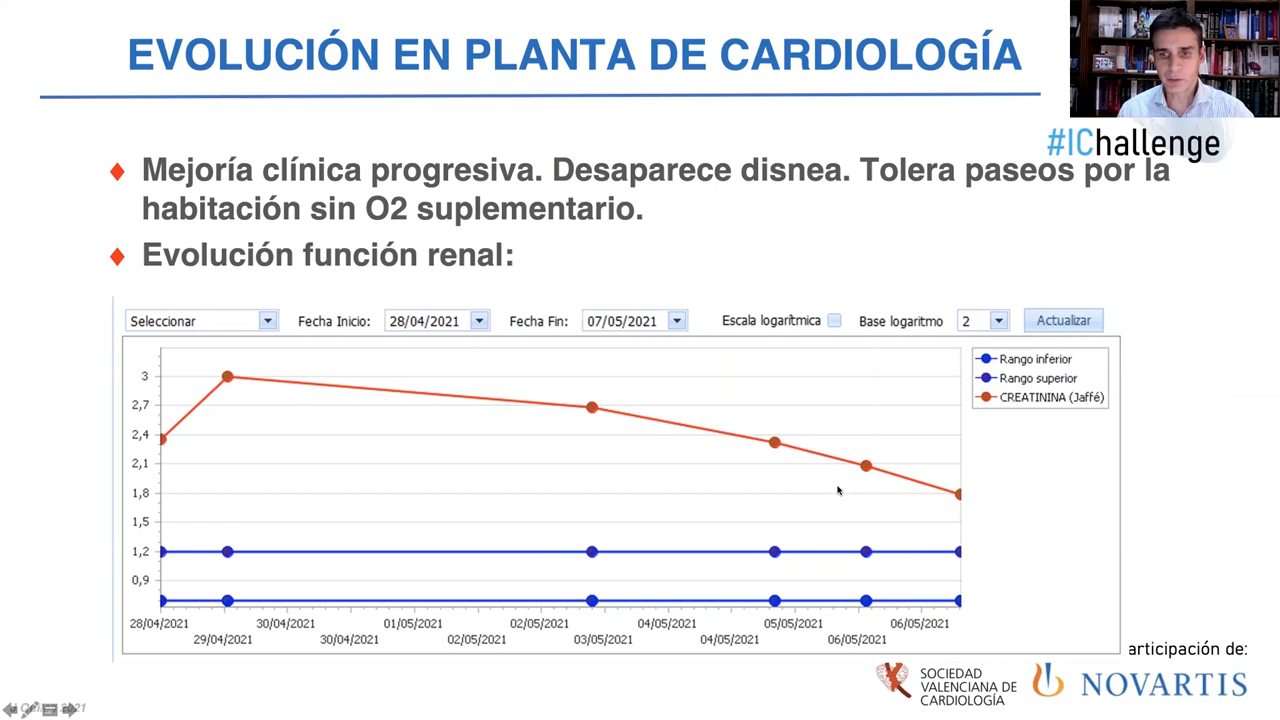 EVOLUCIÓN EN PLANTA DE CARDIOLOGÍA
#IChallenge
Mejoría clínica progresiva. Desaparece disnea. Tolera paseos por la
habitación sin O2 suplementario.
Evolución función renal:
Seleccionar Fecha Inicio: 28/04/2021 Fecha Fin: 07/05/2021 Escala logarítmica Base logaritmo 2 Actualizar
Rango inferior
Rango superior
CREATININA (Jaffé)
3
2,7
2,4
2,1
1,8
1,5
1,2
0,9
28/04/2021 30/04/2021 01/05/2021 02/05/2021 04/05/2021 05/05/2021 06/05/2021
29/04/2021 30/04/2021 02/05/2021 03/05/2021 04/05/2021 06/05/2021
articipación de:
SOCIEDAD
VALENCIANA DE
CARDIOLOGÍA
NOVARTIS
2021